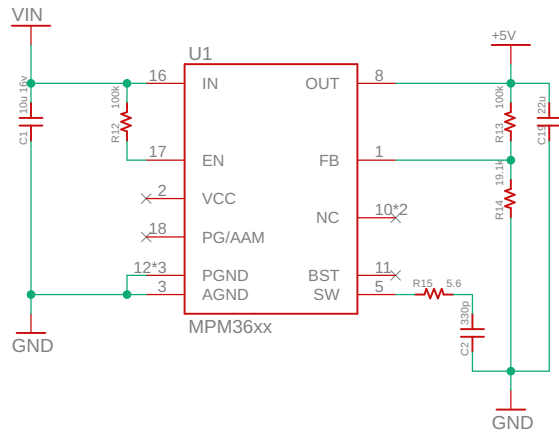 VIN
+5V
U1
16
IN
OUT
8
10u 16v
C1
100k
R12
100k
R13
22u
C19
17
EN
FB
1
2
VCC
19.1k
R14
NC
10*2
18
PG/AAM
12*3
PGND
BST
11
3
AGND
SW
5
R15
5.6
MPM36xx
330p
C2
GND
GND